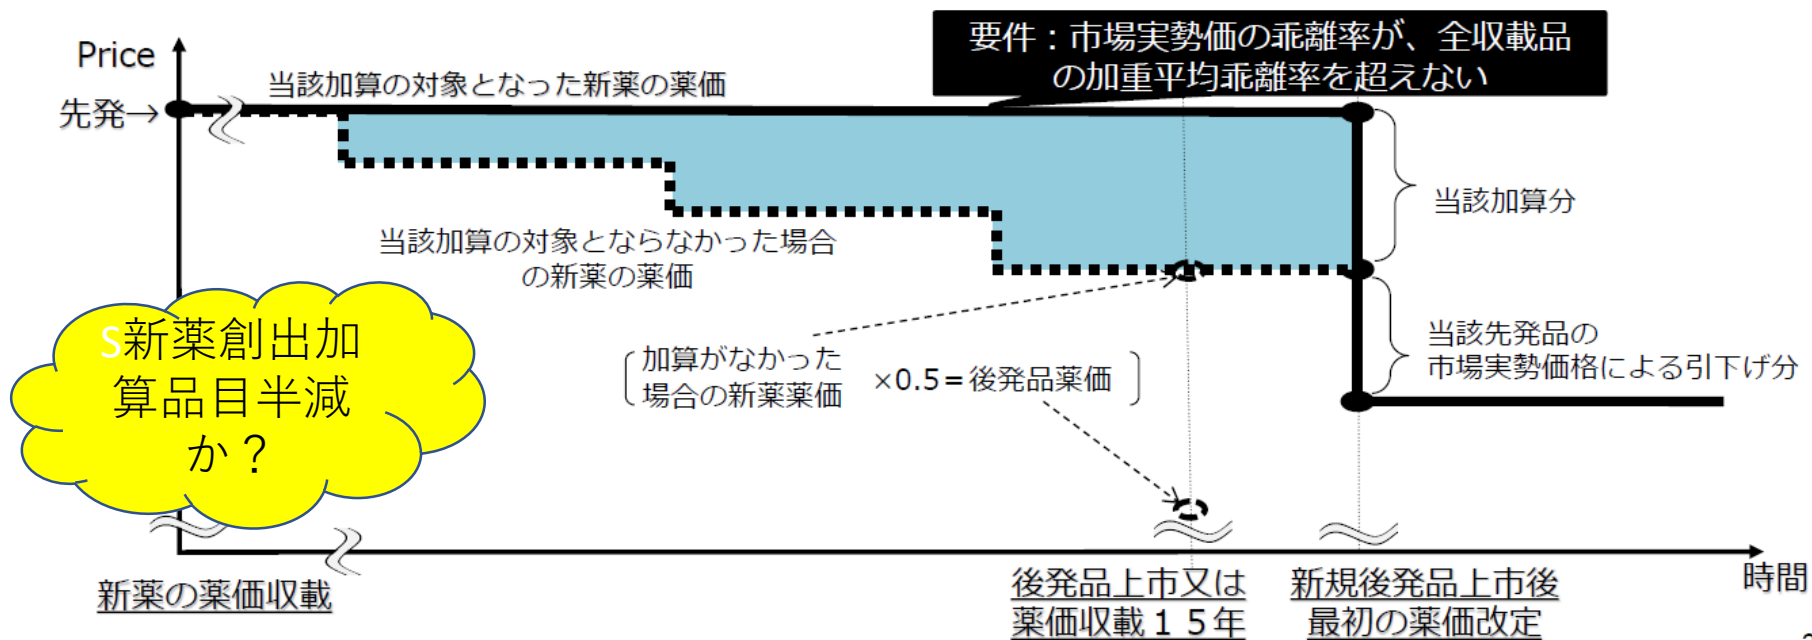 要件：市場実勢価の乖離率が、全収載品
の加重平均乖離率を超えない
Price
先発→
当該加算の対象となった新薬の薬価
当該加算分
当該加算の対象とならなかった場合
の新薬の薬価
S新薬創出加
算品目半減
か？
加算がなかった
場合の新薬薬価
×0.5＝後発品薬価
当該先発品の
市場実勢価格による引下げ分
新薬の薬価収載
後発品上市又は
薬価収載１５年
新規後発品上市後
最初の薬価改定
時間